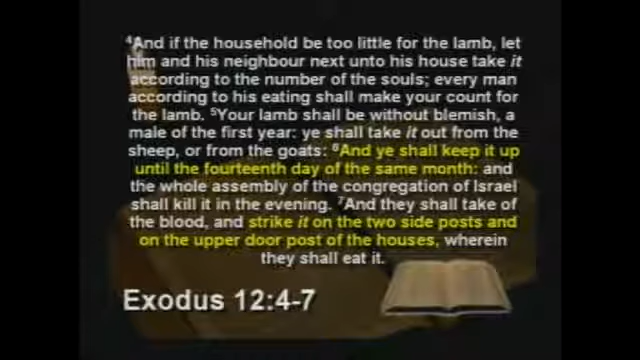 ⁴And if the household be too little for the lamb, let
him and his neighbour next unto his house take it
according to the number of the souls; every man
according to his eating shall make your count for
the lamb. ⁵Your lamb shall be without blemish, a
male of the first year: ye shall take it out from the
sheep, or from the goats: ⁶And ye shall keep it up
until the fourteenth day of the same month: and
the whole assembly of the congregation of Israel
shall kill it in the evening. ⁷And they shall take of
the blood, and strike it on the two side posts and
on the upper door post of the houses, wherein
they shall eat it.
Exodus 12:4-7